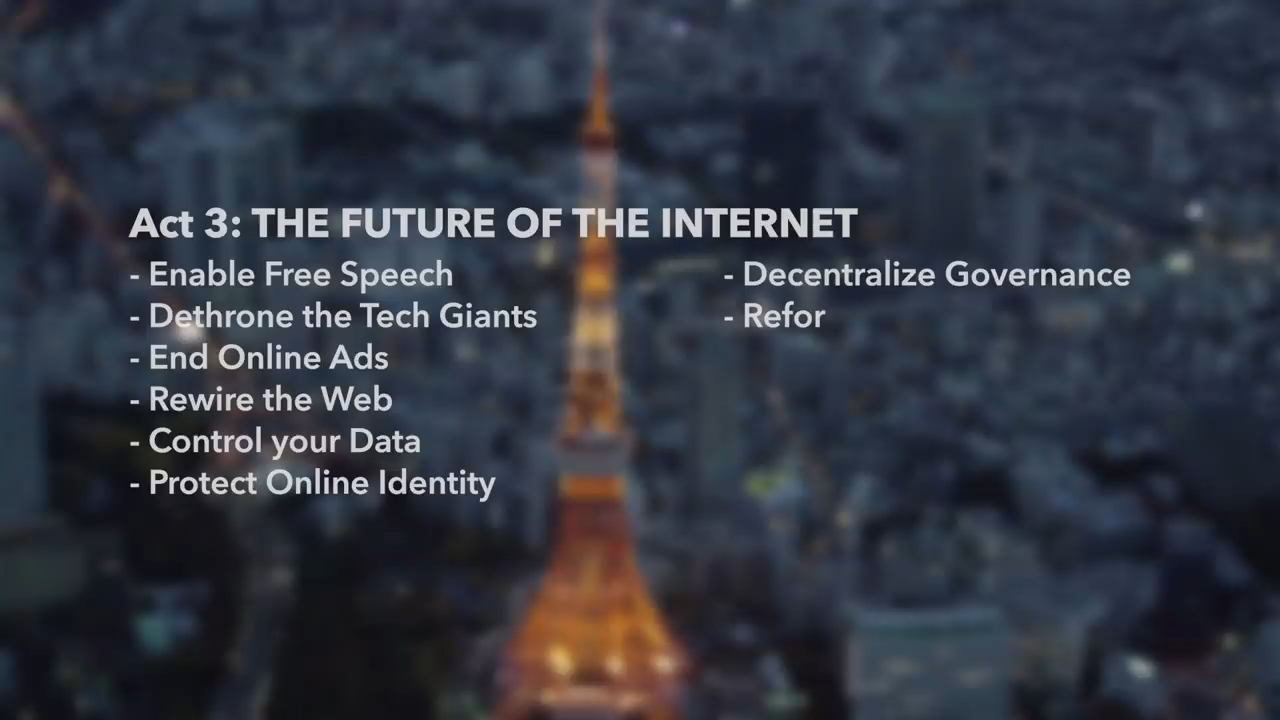 Act 3: THE FUTURE OF THE INTERNET
- Enable Free Speech
- Dethrone the Tech Giants
- End Online Ads
- Rewire the Web
- Control your Data
- Protect Online Identity
- Decentralize Governance
- Refor